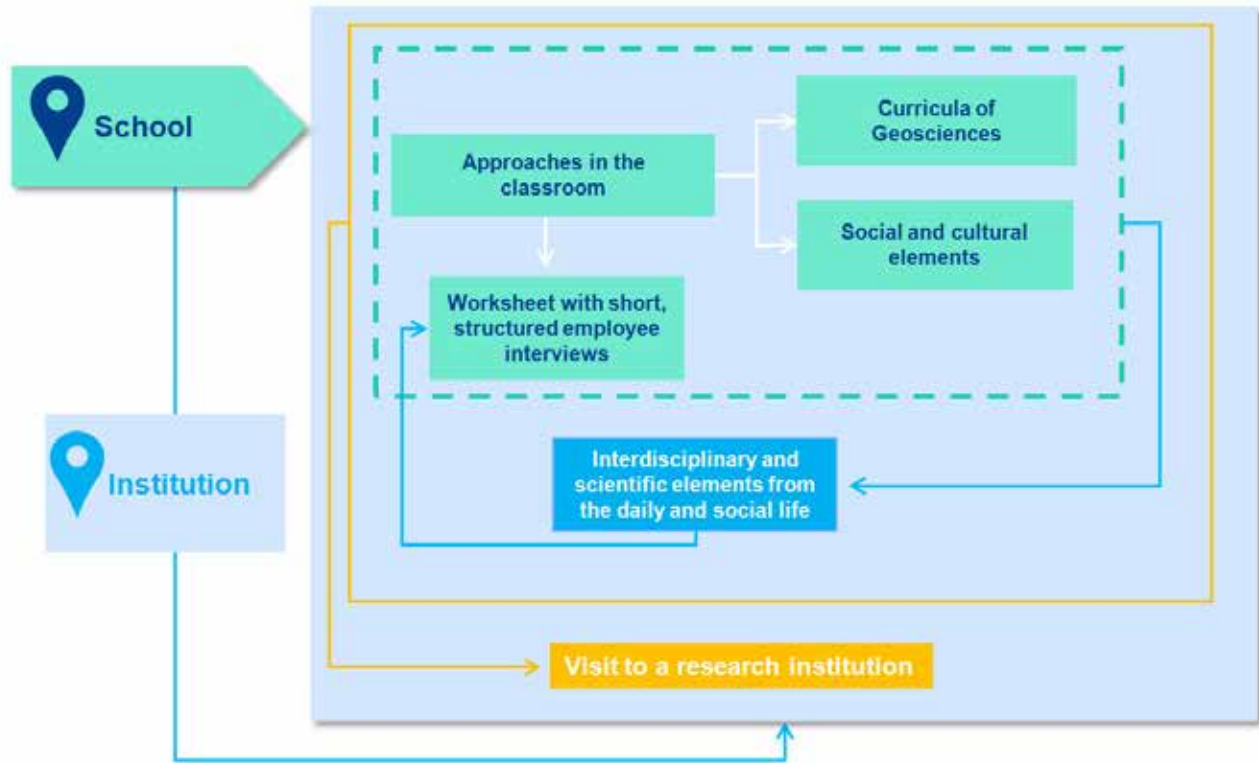 School
Curricula of
Geosciences
Approaches in the
classroom
Social and cultural
elements
Worksheet with short,
structured employee
interviews
Institution
Interdisciplinary and
scientific elements from
the daily and social life
Visit to a research institution